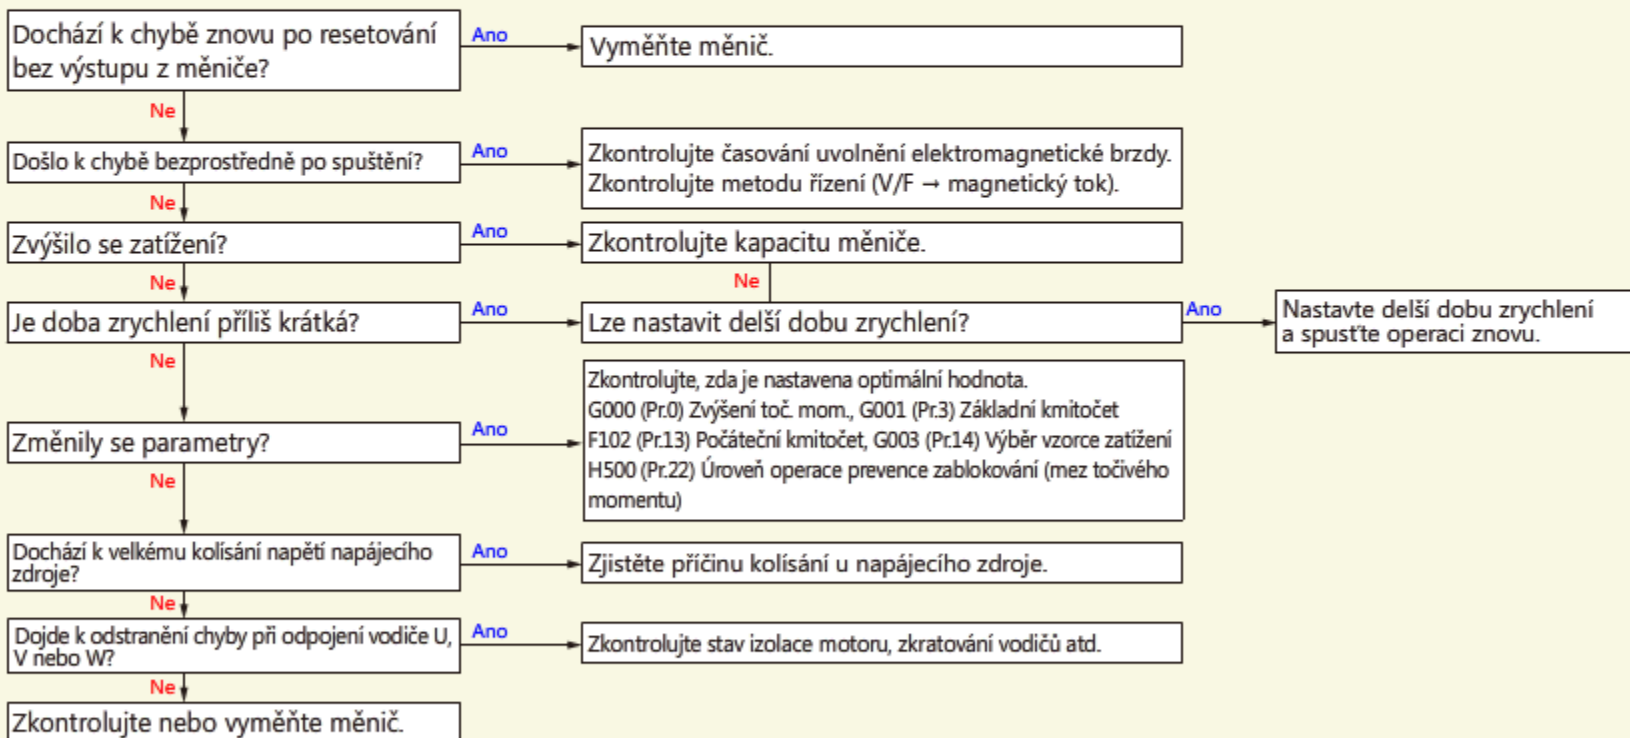 Dochází k chybě znovu po resetování
bez výstupu z měniče?
Ano
Vyměňte měnič.
Ne
Došlo k chybě bezprostředně po spuštění?
Ano
Zkontrolujte časování uvolnění elektromagnetické brzdy.
Zkontrolujte metodu řízení (V/F → magnetický tok).
Ne
Zvýšilo se zatížení?
Ano
Zkontrolujte kapacitu měniče.
Ne
Ne
Je doba zrychlení příliš krátká?
Ano
Lze nastavit delší dobu zrychlení?
Ano
Nastavte delší dobu zrychlení
a spusťte operaci znovu.
Ne
Změnily se parametry?
Ano
Zkontrolujte, zda je nastavena optimální hodnota.
G000 (Pr.0) Zvýšení toč. mom., G001 (Pr.3) Základní kmitočet
F102 (Pr.13) Počáteční kmitočet, G003 (Pr.14) Výběr vzorce zatížení
H500 (Pr.22) Úroveň operace prevence zablokování (mez točivého
momentu)
Ne
Dochází k velkému kolísání napětí napájecího
zdroje?
Ano
Zjistěte příčinu kolísání u napájecího zdroje.
Ne
Dojde k odstranění chyby při odpojení vodiče U,
V nebo W?
Ano
Zkontrolujte stav izolace motoru, zkratování vodičů atd.
Ne
Zkontrolujte nebo vyměňte měnič.